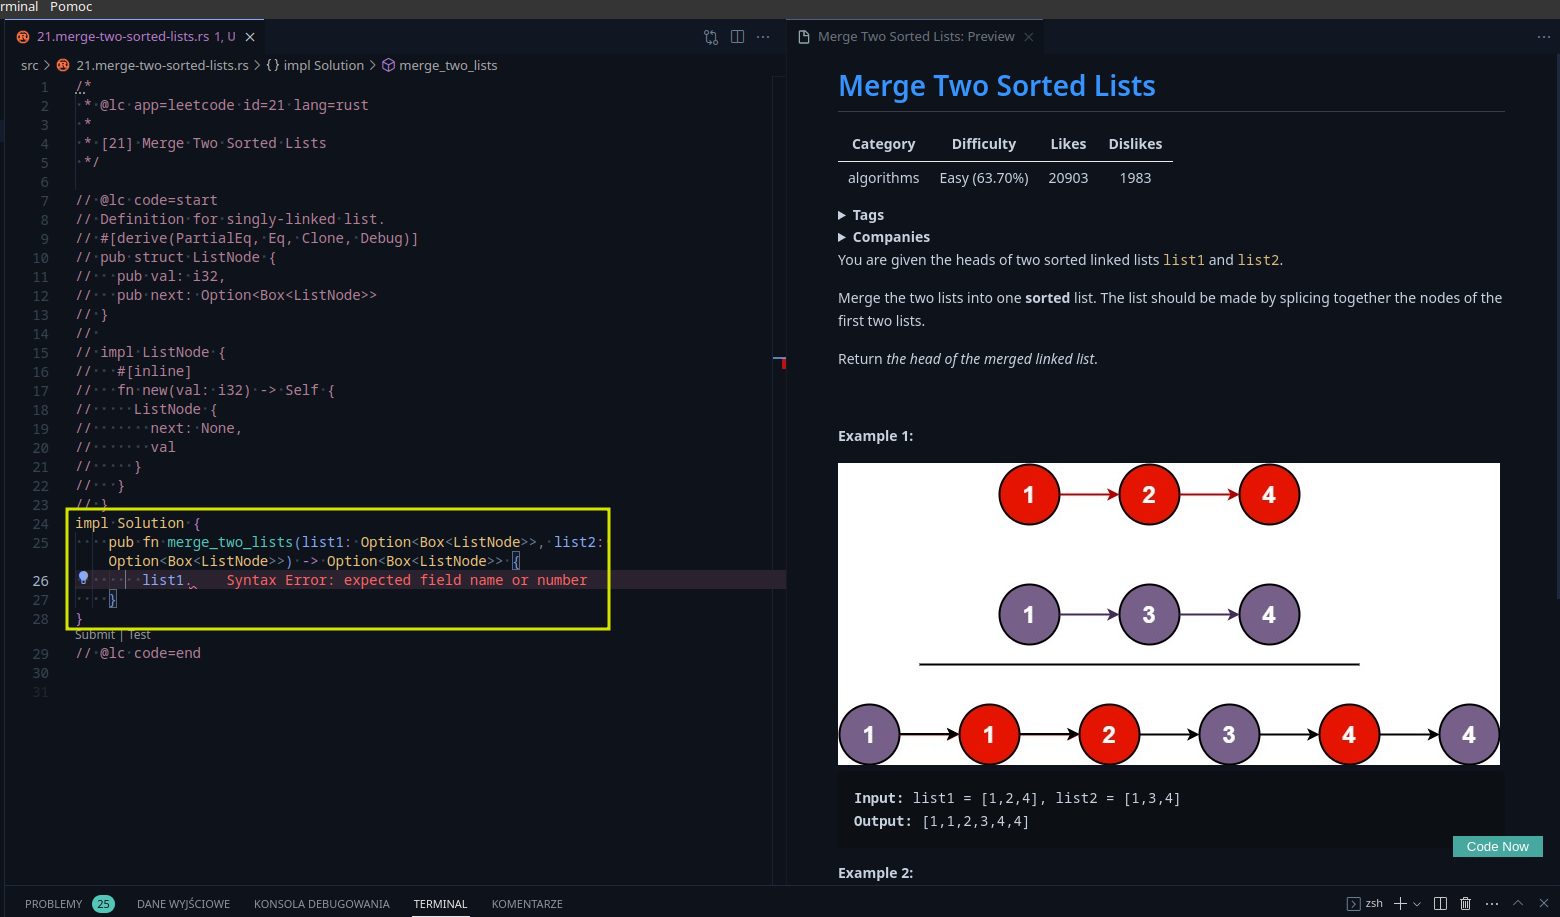 rminal Pomoc
21.merge-two-sorted-lists.rs 1, U
Merge Two Sorted Lists: Preview
src > 21.merge-two-sorted-lists.rs > {} impl Solution > merge_two_lists
1 /*
2 * @lc app=leetcode id=21 lang=rust
3 *
4 * [21] Merge Two Sorted Lists
5 */
6
7 // @lc code=start
8 // Definition for singly-linked list.
9 // #[derive(PartialEq, Eq, Clone, Debug)]
10 // pub struct ListNode {
11 //   pub val: i32,
12 //   pub next: Option<Box<ListNode>>
13 // }
14 //
15 // impl ListNode {
16 //   #[inline]
17 //   fn new(val: i32) -> Self {
18 //     ListNode {
19 //       next: None,
20 //       val
21 //     }
22 //   }
23 // }
24 impl Solution {
25     pub fn merge_two_lists(list1: Option<Box<ListNode>>, list2:
Option<Box<ListNode>>) -> Option<Box<ListNode>> {
26         list1.    Syntax Error: expected field name or number
27     }
28 }
Submit | Test
29 // @lc code=end
30
31
Merge Two Sorted Lists
Category Difficulty Likes Dislikes
algorithms Easy (63.70%) 20903 1983
Tags
Companies
You are given the heads of two sorted linked lists list1 and list2.
Merge the two lists into one sorted list. The list should be made by splicing together the nodes of the
first two lists.
Return the head of the merged linked list.
Example 1:
1 2 4
1 3 4
1 1 2 3 4 4
Input: list1 = [1,2,4], list2 = [1,3,4]
Output: [1,1,2,3,4,4]
Code Now
Example 2:
PROBLEMY 25 DANE WYJŚCIOWE KONSOLA DEBUGOWANIA TERMINAL KOMENTARZE zsh